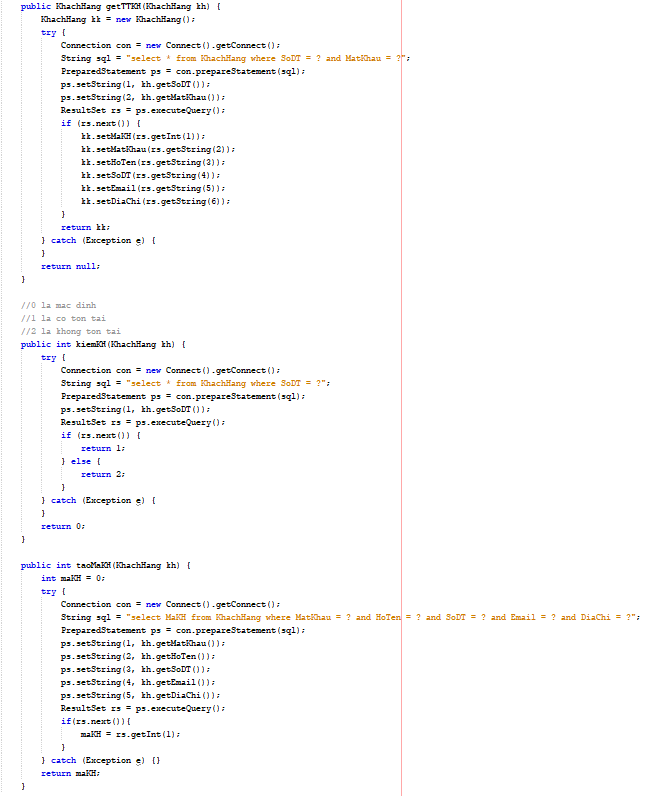 public KhachHang getTTKH(KhachHang kh) {
KhachHang kk = new KhachHang();
try {
Connection con = new Connect().getConnect();
String sql = "select * from KhachHang where SoDT = ? and MatKhau = ?";
PreparedStatement ps = con.prepareStatement(sql);
ps.setString(1, kh.getSoDT());
ps.setString(2, kh.getMatKhau());
ResultSet rs = ps.executeQuery();
if (rs.next()) {
kk.setMaKH(rs.getInt(1));
kk.setMatKhau(rs.getString(2));
kk.setHoTen(rs.getString(3));
kk.setSoDT(rs.getString(4));
kk.setEmail(rs.getString(5));
kk.setDiaChi(rs.getString(6));
}
return kk;
} catch (Exception e) {
}
return null;
}
//0 la mac dinh
//1 la co ton tai
//2 la khong ton tai
public int kiemKH(KhachHang kh) {
try {
Connection con = new Connect().getConnect();
String sql = "select * from KhachHang where SoDT = ?";
PreparedStatement ps = con.prepareStatement(sql);
ps.setString(1, kh.getSoDT());
ResultSet rs = ps.executeQuery();
if (rs.next()) {
return 1;
} else {
return 2;
}
} catch (Exception e) {
}
return 0;
}
public int taoMaKH(KhachHang kh) {
int maKH = 0;
try {
Connection con = new Connect().getConnect();
String sql = "select MaKH from KhachHang where MatKhau = ? and HoTen = ? and SoDT = ? and Email = ? and DiaChi = ?";
PreparedStatement ps = con.prepareStatement(sql);
ps.setString(1, kh.getMatKhau());
ps.setString(2, kh.getHoTen());
ps.setString(3, kh.getSoDT());
ps.setString(4, kh.getEmail());
ps.setString(5, kh.getDiaChi());
ResultSet rs = ps.executeQuery();
if(rs.next()){
maKH = rs.getInt(1);
}
} catch (Exception e) {}
return maKH;
}